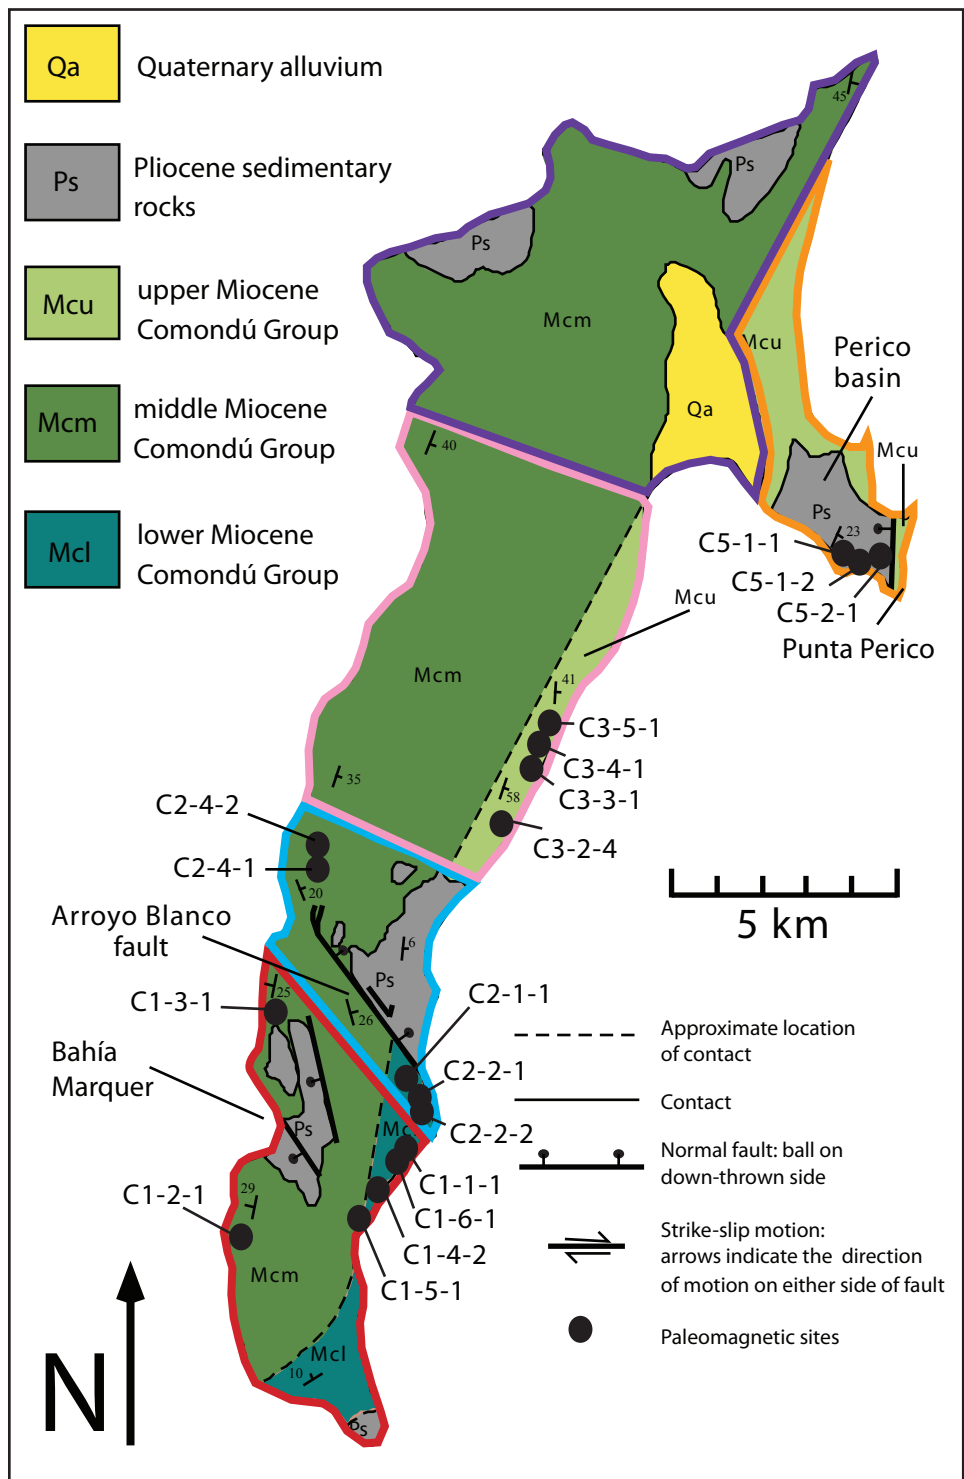 Qa
Quaternary alluvium
Ps
Pliocene sedimentary
rocks
Mcu
upper Miocene
Comondú Group
Mcm
middle Miocene
Comondú Group
Mcl
lower Miocene
Comondú Group
45
Ps
Ps
Mcm
Mcu
Perico
basin
Qa
Mcu
40
Ps
23
C5-1-1
C5-1-2
C5-2-1
Punta Perico
Mcu
Mcm
41
C3-5-1
C3-4-1
C3-3-1
35
58
C3-2-4
C2-4-2
C2-4-1
20
Arroyo Blanco
fault
6
Ps
5 km
C2-1-1
25
C1-3-1
26
Approximate location
of contact
Bahía
Marquer
C2-2-1
Contact
Ps
Mc
C2-2-2
Normal fault: ball on
down-thrown side
C1-1-1
C1-2-1
29
C1-6-1
Strike-slip motion:
arrows indicate the direction
of motion on either side of fault
C1-4-2
Mcm
C1-5-1
Paleomagnetic sites
Mcl
10
N
Ps